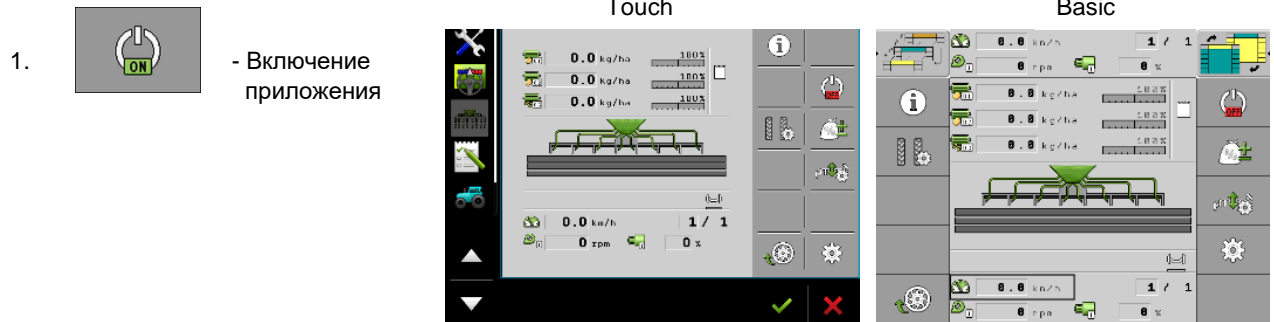 Touch
Basic
1.
ON
- Включение
приложения
0.0 kg/ha 100%
0.0 kg/ha 100%
0.0 kg/ha 100%
OFF
0.0 km/h 1 / 1
0 rpm 1 0 %
0.0 km/h 1 / 1
0 rpm 1 0 %
0.0 kg/ha 100%
0.0 kg/ha 100%
0.0 kg/ha 100%
OFF
0.0 km/h 1 / 1
0 rpm 1 0 %